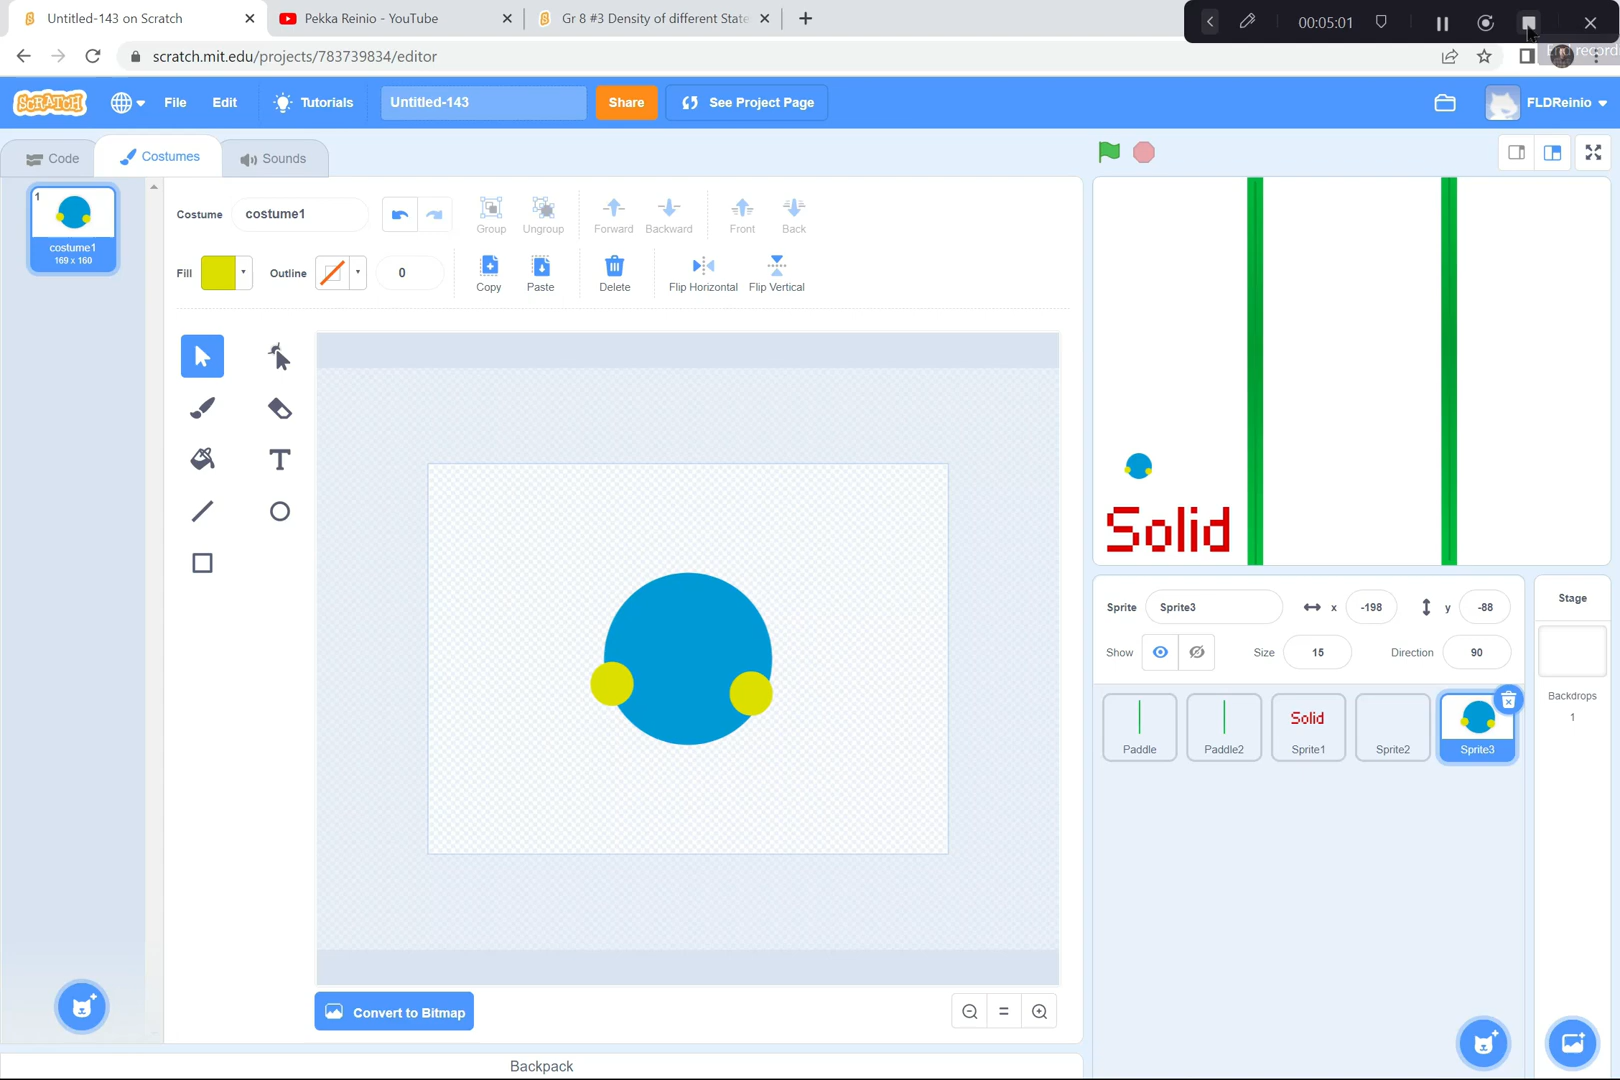 Untitled-143 on Scratch
Pekka Reinio - YouTube
Gr 8 #3 Density of different State
00:05:01
scratch.mit.edu/projects/783739834/editor
End record
SCRATCH
File
Edit
Tutorials
Untitled-143
Share
See Project Page
FLDReinio
Code
Costumes
Sounds
1
costume1
169 x 160
Costume
costume1
Group
Ungroup
Forward
Backward
Front
Back
Fill
Outline
0
Copy
Paste
Delete
Flip Horizontal
Flip Vertical
T
Convert to Bitmap
Backpack
Solid
Sprite
Sprite3
x
-198
y
-88
Show
Size
15
Direction
90
Stage
Backdrops
1
Paddle
Paddle2
Solid
Sprite1
Sprite2
Sprite3